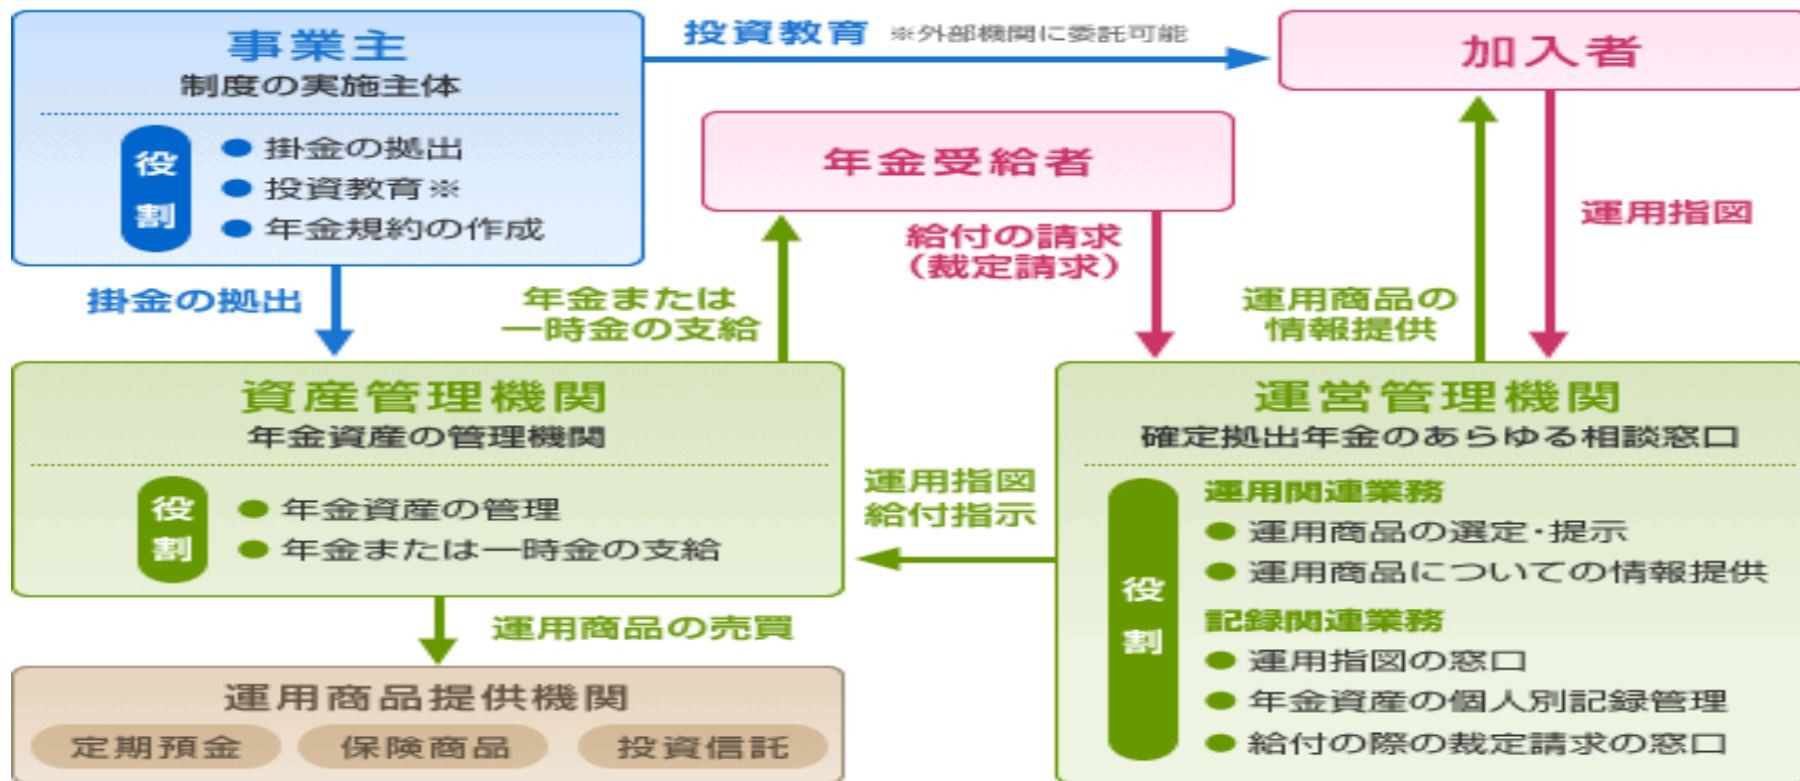 事業主
制度の実施主体
役割
● 掛金の拠出
● 投資教育※
● 年金規約の作成
投資教育 ※外部機関に委託可能
加入者
年金受給者
給付の請求
(裁定請求)
運用指図
掛金の拠出
年金または
一時金の支給
運用商品の
情報提供
資産管理機関
年金資産の管理機関
役割
● 年金資産の管理
● 年金または一時金の支給
運用指図
給付指示
運営管理機関
確定拠出年金のあらゆる相談窓口
役割
運用関連業務
● 運用商品の選定・提示
● 運用商品についての情報提供
記録関連業務
● 運用指図の窓口
● 年金資産の個人別記録管理
● 給付の際の裁定請求の窓口
運用商品の売買
運用商品提供機関
定期預金
保険商品
投資信託